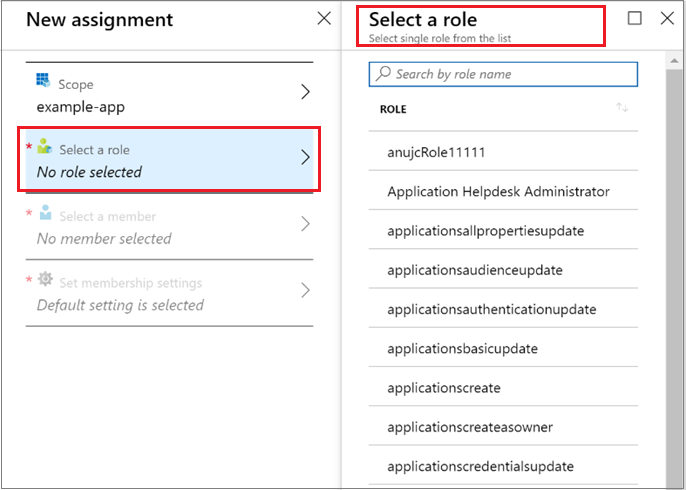 New assignment
Scope
example-app
* Select a role
No role selected
* Select a member
No member selected
* Set membership settings
Default setting is selected
Select a role
Select single role from the list
Search by role name
ROLE
anujcRole11111
Application Helpdesk Administrator
applicationsallpropertiesupdate
applicationsaudienceupdate
applicationsauthenticationupdate
applicationsbasicupdate
applicationscreate
applicationscreateasowner
applicationscredentialsupdate